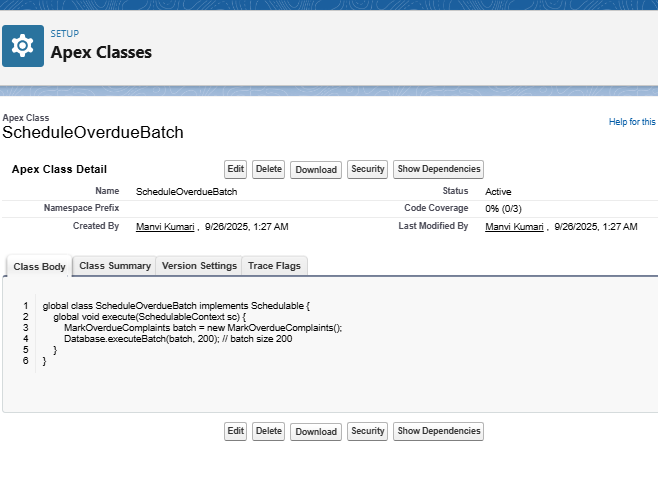 SETUP
Apex Classes
Apex Class
ScheduleOverdueBatch
Help for this
Apex Class Detail
Edit Delete Download Security Show Dependencies
Name ScheduleOverdueBatch Status Active
Namespace Prefix Code Coverage 0% (0/3)
Created By Manvi Kumari , 9/26/2025, 1:27 AM Last Modified By Manvi Kumari , 9/26/2025, 1:27 AM
Class Body Class Summary Version Settings Trace Flags
1 global class ScheduleOverdueBatch implements Schedulable {
2 global void execute(SchedulableContext sc) {
3 MarkOverdueComplaints batch = new MarkOverdueComplaints();
4 Database.executeBatch(batch, 200); // batch size 200
5 }
6 }
Edit Delete Download Security Show Dependencies